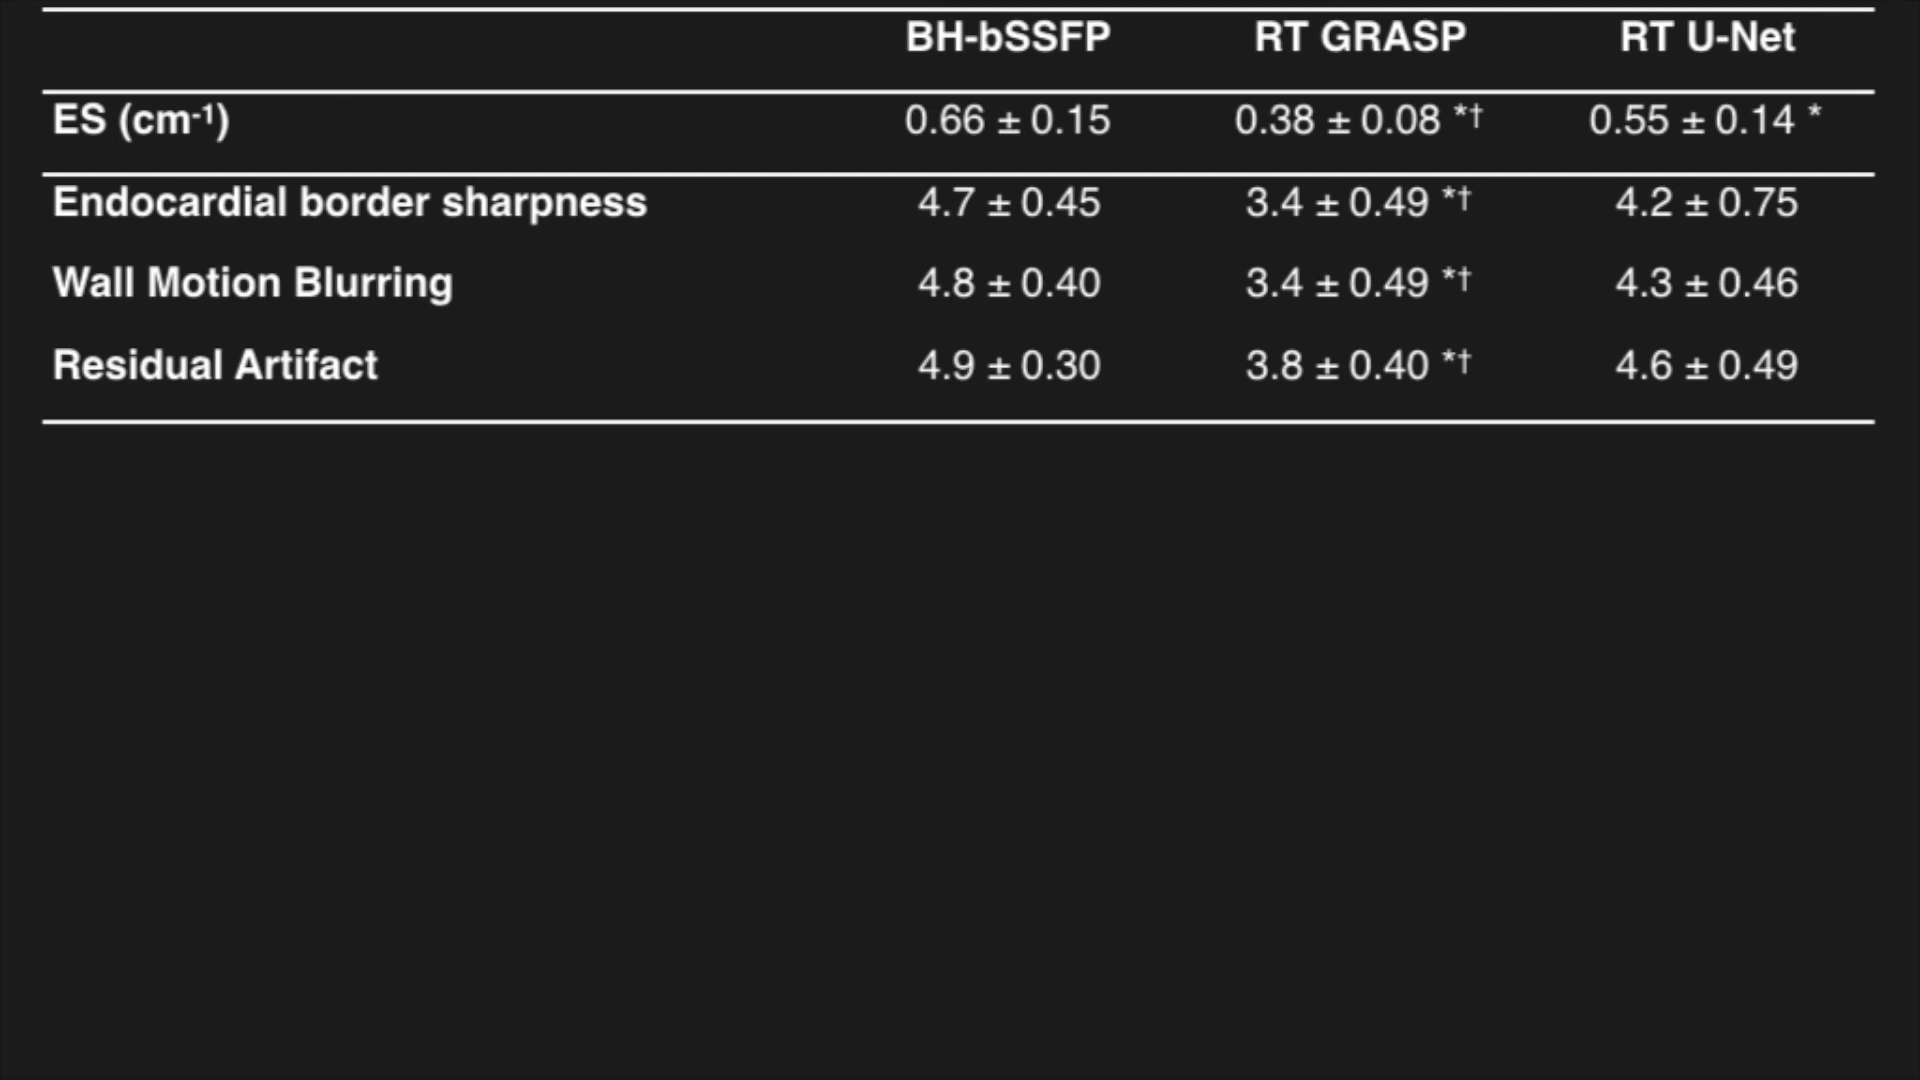 BH-bSSFP RT GRASP RT U-Net
ES (cm⁻¹) 0.66 ± 0.15 0.38 ± 0.08 *† 0.55 ± 0.14 *
Endocardial border sharpness 4.7 ± 0.45 3.4 ± 0.49 *† 4.2 ± 0.75
Wall Motion Blurring 4.8 ± 0.40 3.4 ± 0.49 *† 4.3 ± 0.46
Residual Artifact 4.9 ± 0.30 3.8 ± 0.40 *† 4.6 ± 0.49